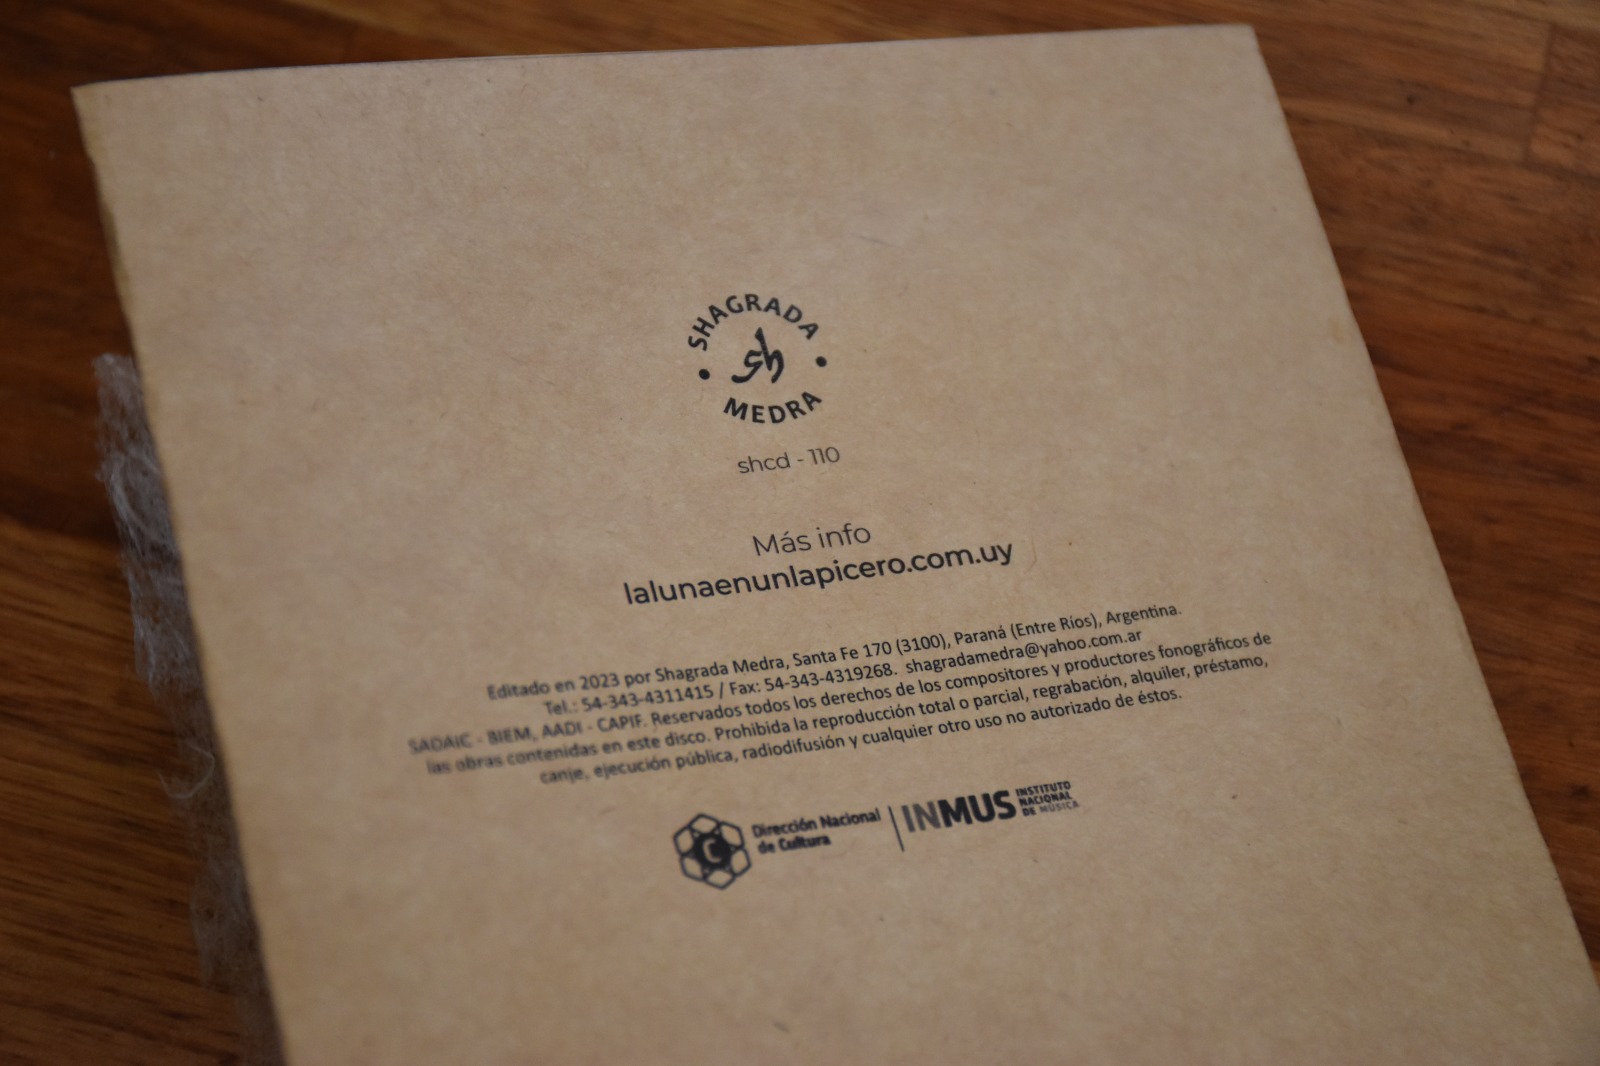 SHAGRADA
sh
MEDRA
shcd - 110
Más info
lalunaenunlapicero.com.uy
Editado en 2023 por Shagrada Medra, Santa Fe 170 (3100), Paraná (Entre Ríos), Argentina.
Tel.: 54-343-4311415 / Fax: 54-343-4319268. shagradamedra@yahoo.com.ar
SADAIC - BIEM, AADI - CAPIF. Reservados todos los derechos de los compositores y productores fonográficos de
las obras contenidas en este disco. Prohibida la reproducción total o parcial, regrabación, alquiler, préstamo,
canje, ejecución pública, radiodifusión y cualquier otro uso no autorizado de éstos.
C
Dirección Nacional
de Cultura
INMUS
INSTITUTO
NACIONAL
DE MÚSICA